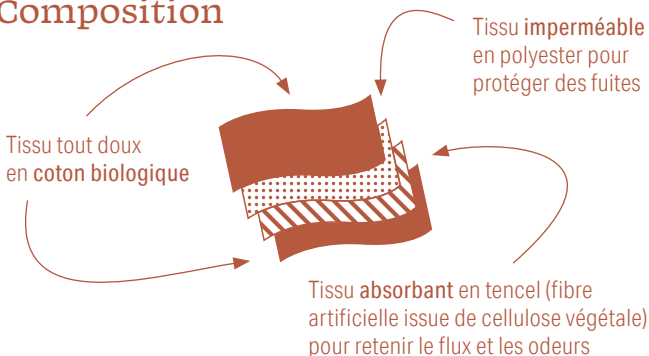 Composition
Tissu imperméable
en polyester pour
protéger des fuites
Tissu tout doux
en coton biologique
Tissu absorbant en tencel (fibre
artificielle issue de cellulose végétale)
pour retenir le flux et les odeurs